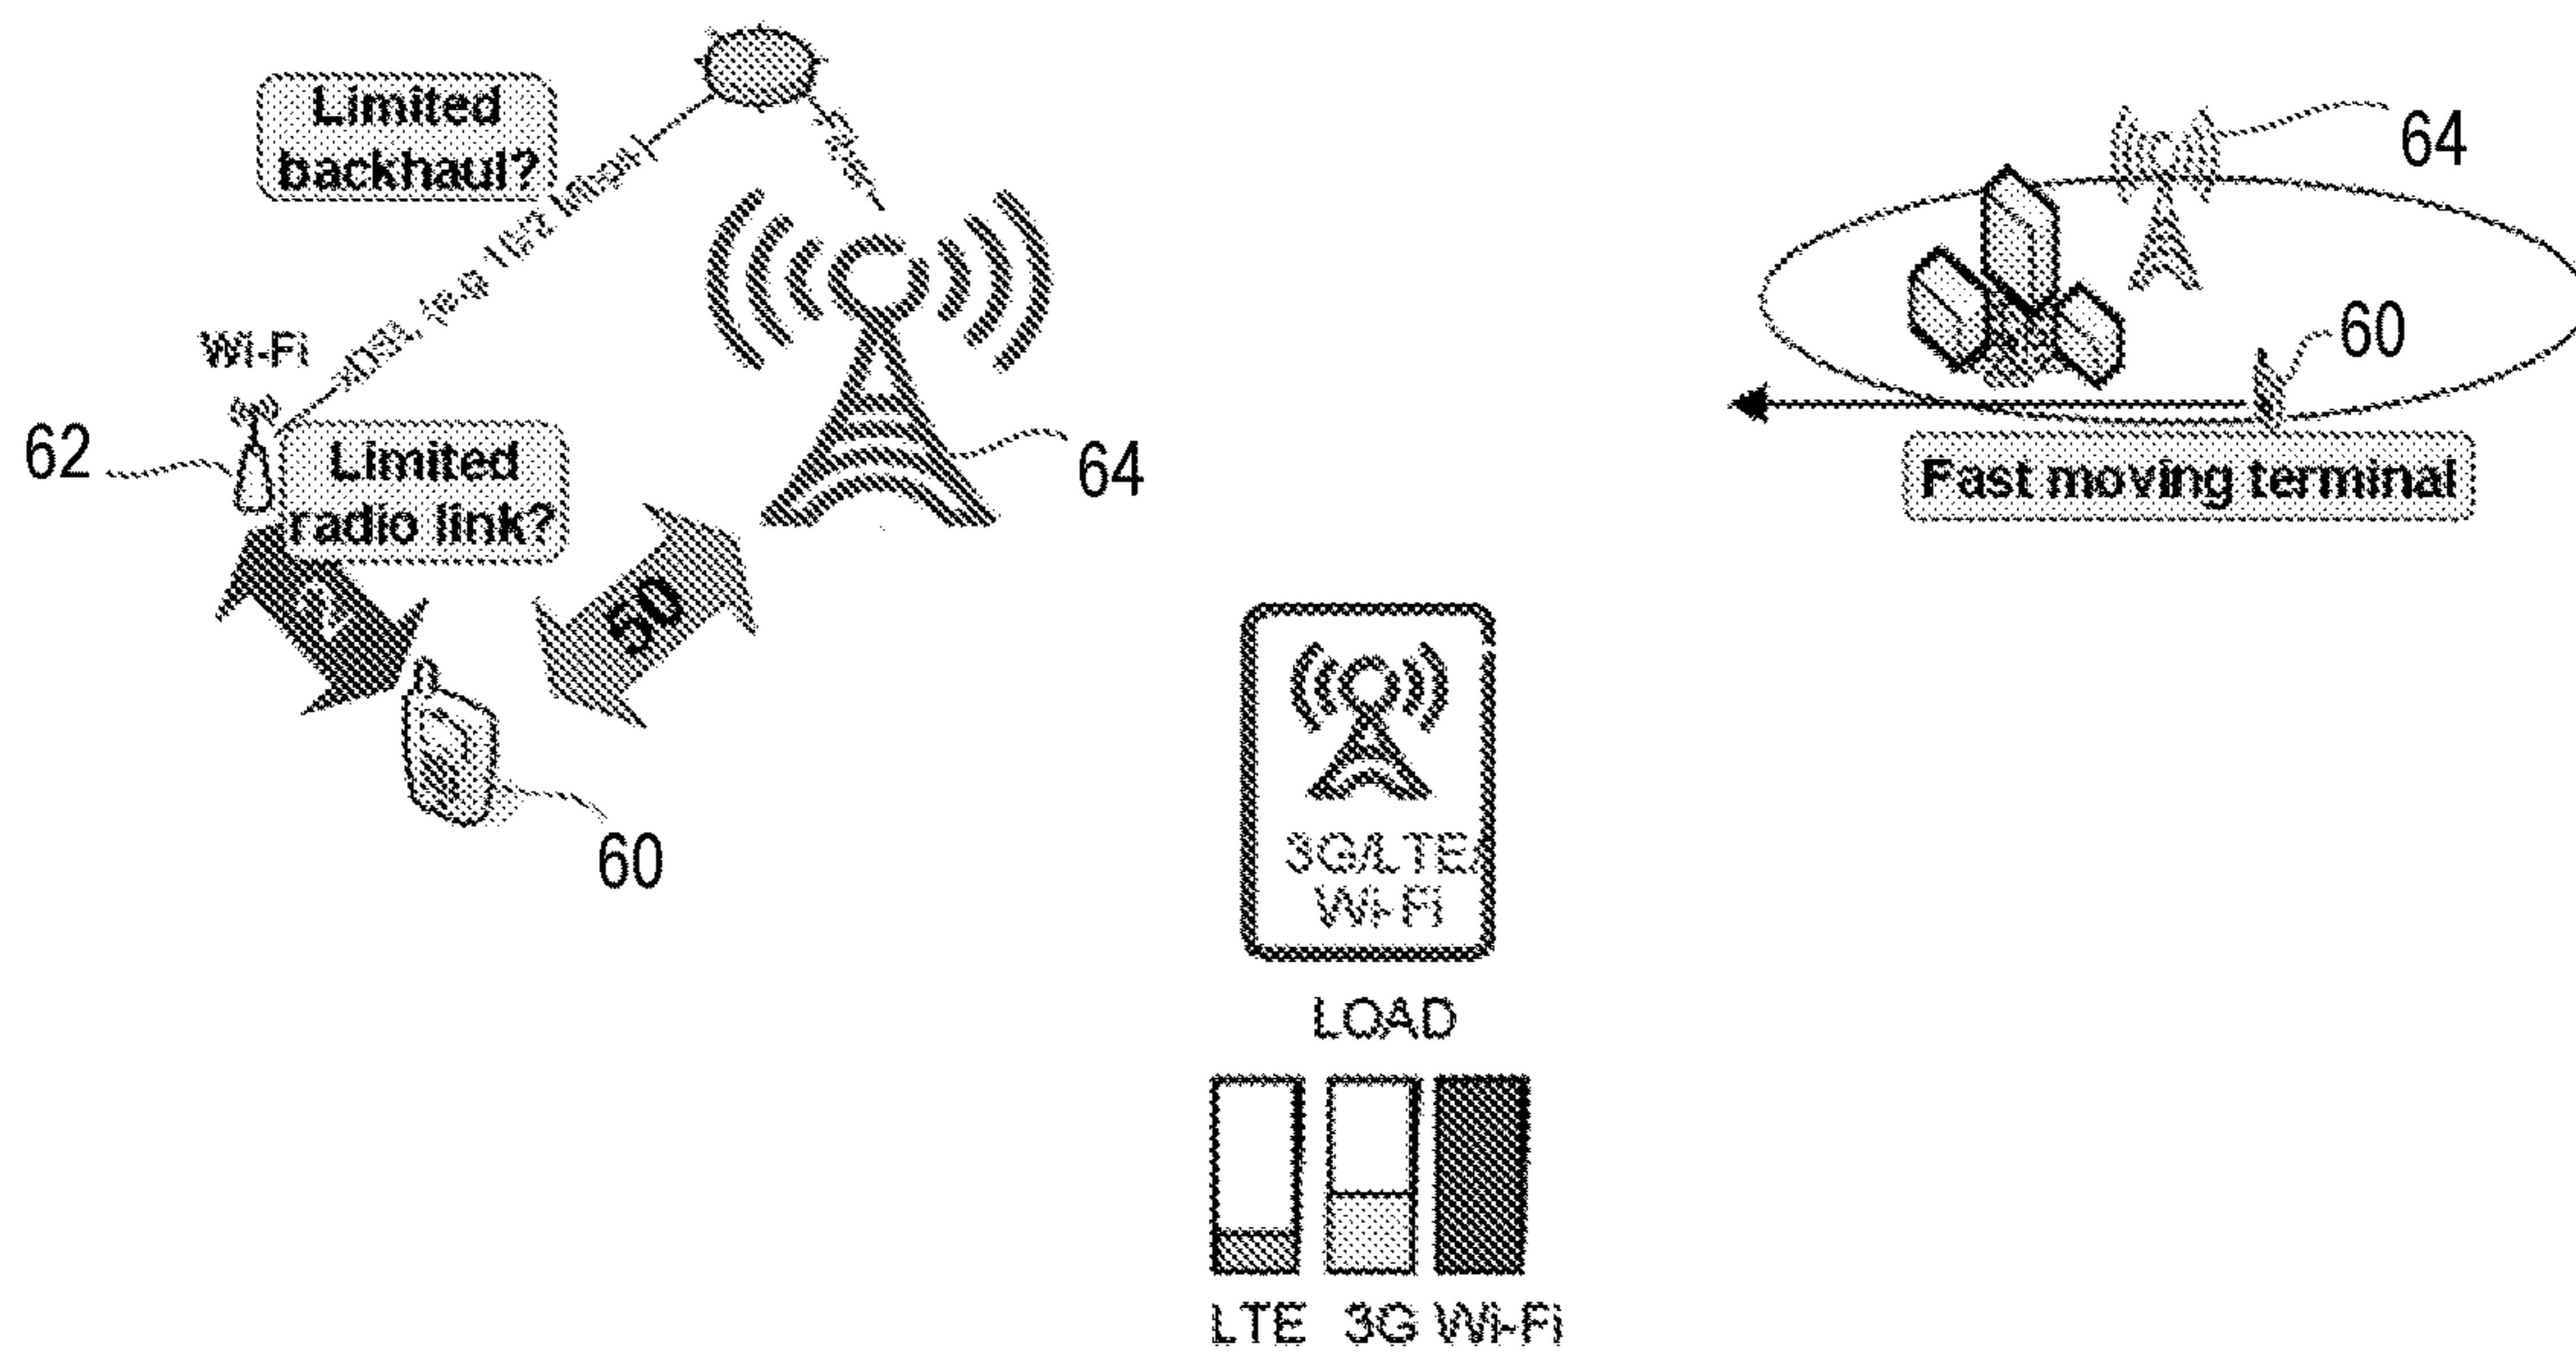 Limited
backhaul?
Wi-Fi
62
Limited
radio link?
2
50
64
60
64
60
Fast moving terminal
3G/LTE/
Wi-Fi
LOAD
LTE 3G Wi-Fi